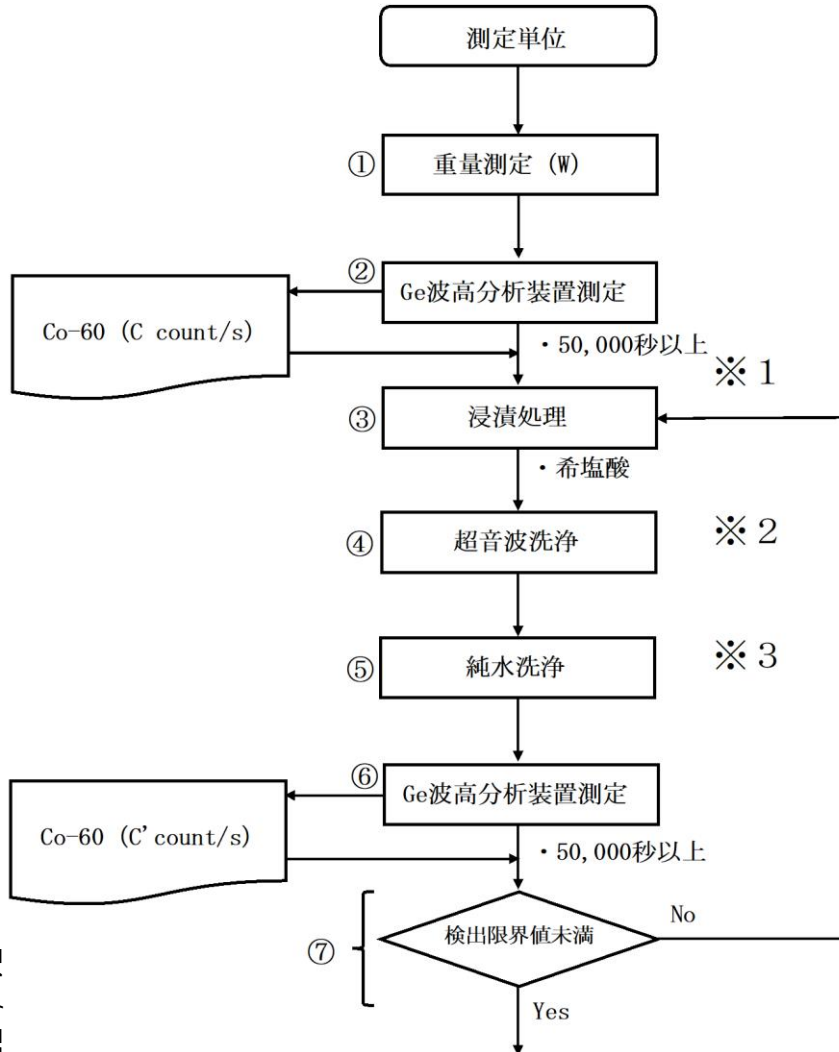 測定単位
① 重量測定 (W)
② Ge波高分析装置測定
Co-60 (C count/s)
・50,000秒以上
※1
③ 浸漬処理
・希塩酸
④ 超音波洗浄
※2
⑤ 純水洗浄
※3
⑥ Ge波高分析装置測定
Co-60 (C'count/s)
・50,000秒以上
⑦ 検出限界値未満
No
Yes